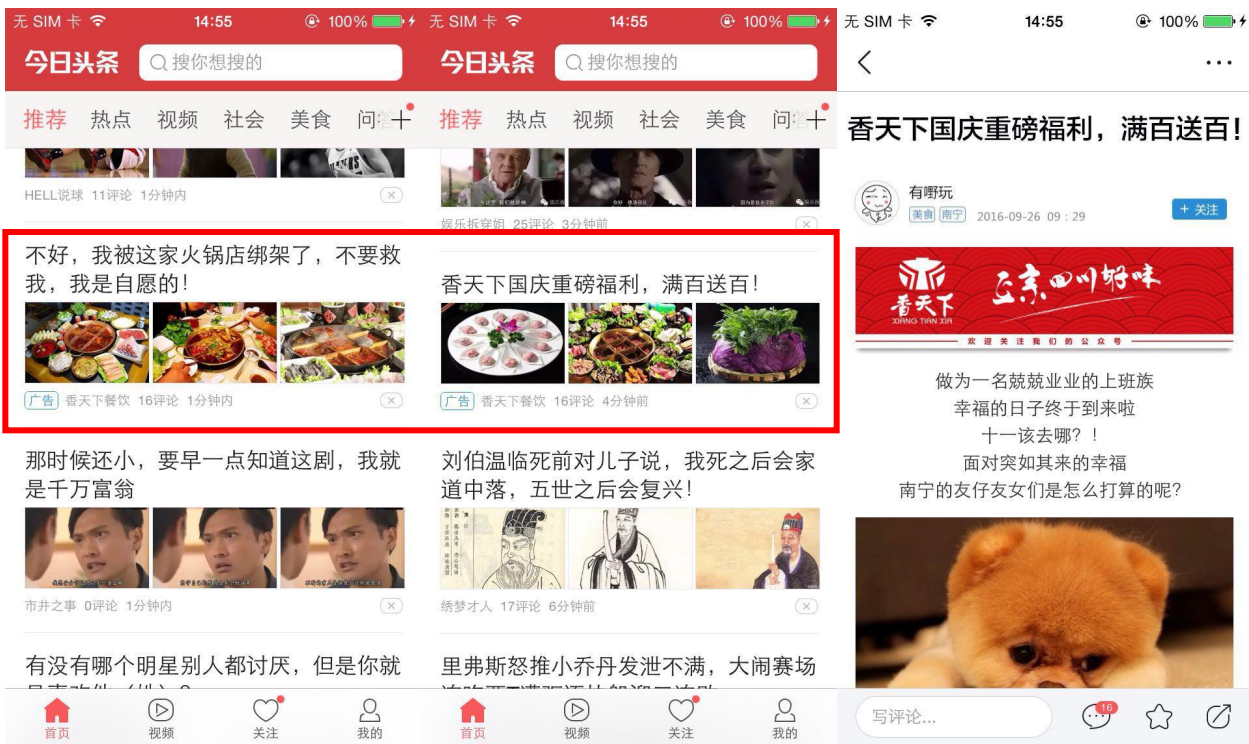 无 SIM 卡 14:55 100%
今日头条 搜你想搜的
推荐 热点 视频 社会 美食 问答
HELL说球 11评论 1分钟内
不好，我被这家火锅店绑架了，不要救
我，我是自愿的！
广告 香天下餐饮 16评论 1分钟内
那时候还小，要早一点知道这剧，我就
是千万富翁
市井之事 0评论 1分钟内
有没有哪个明星别人都讨厌，但是你就
首页 视频 关注 我的
无 SIM 卡 14:55 100%
今日头条 搜你想搜的
推荐 热点 视频 社会 美食 问答
娱乐拆穿姐 25评论 3分钟前
香天下国庆重磅福利，满百送百！
广告 香天下餐饮 16评论 4分钟前
刘伯温临死前对儿子说，我死之后会家
道中落，五世之后会复兴！
绣梦才人 17评论 6分钟前
里弗斯怒推小乔丹发泄不满，大闹赛场
首页 视频 关注 我的
无 SIM 卡 14:55 100%
香天下国庆重磅福利，满百送百！
有嘢玩
美食 南宁 2016-09-26 09：29
+ 关注
香天下
XIANG TIAN XIA
正宗四川好味
欢迎关注我们的公众号
做为一名兢兢业业的上班族
幸福的日子终于到来啦
十一该去哪？！
面对突如其来的幸福
南宁的友仔友女们是怎么打算的呢?
写评论... 16